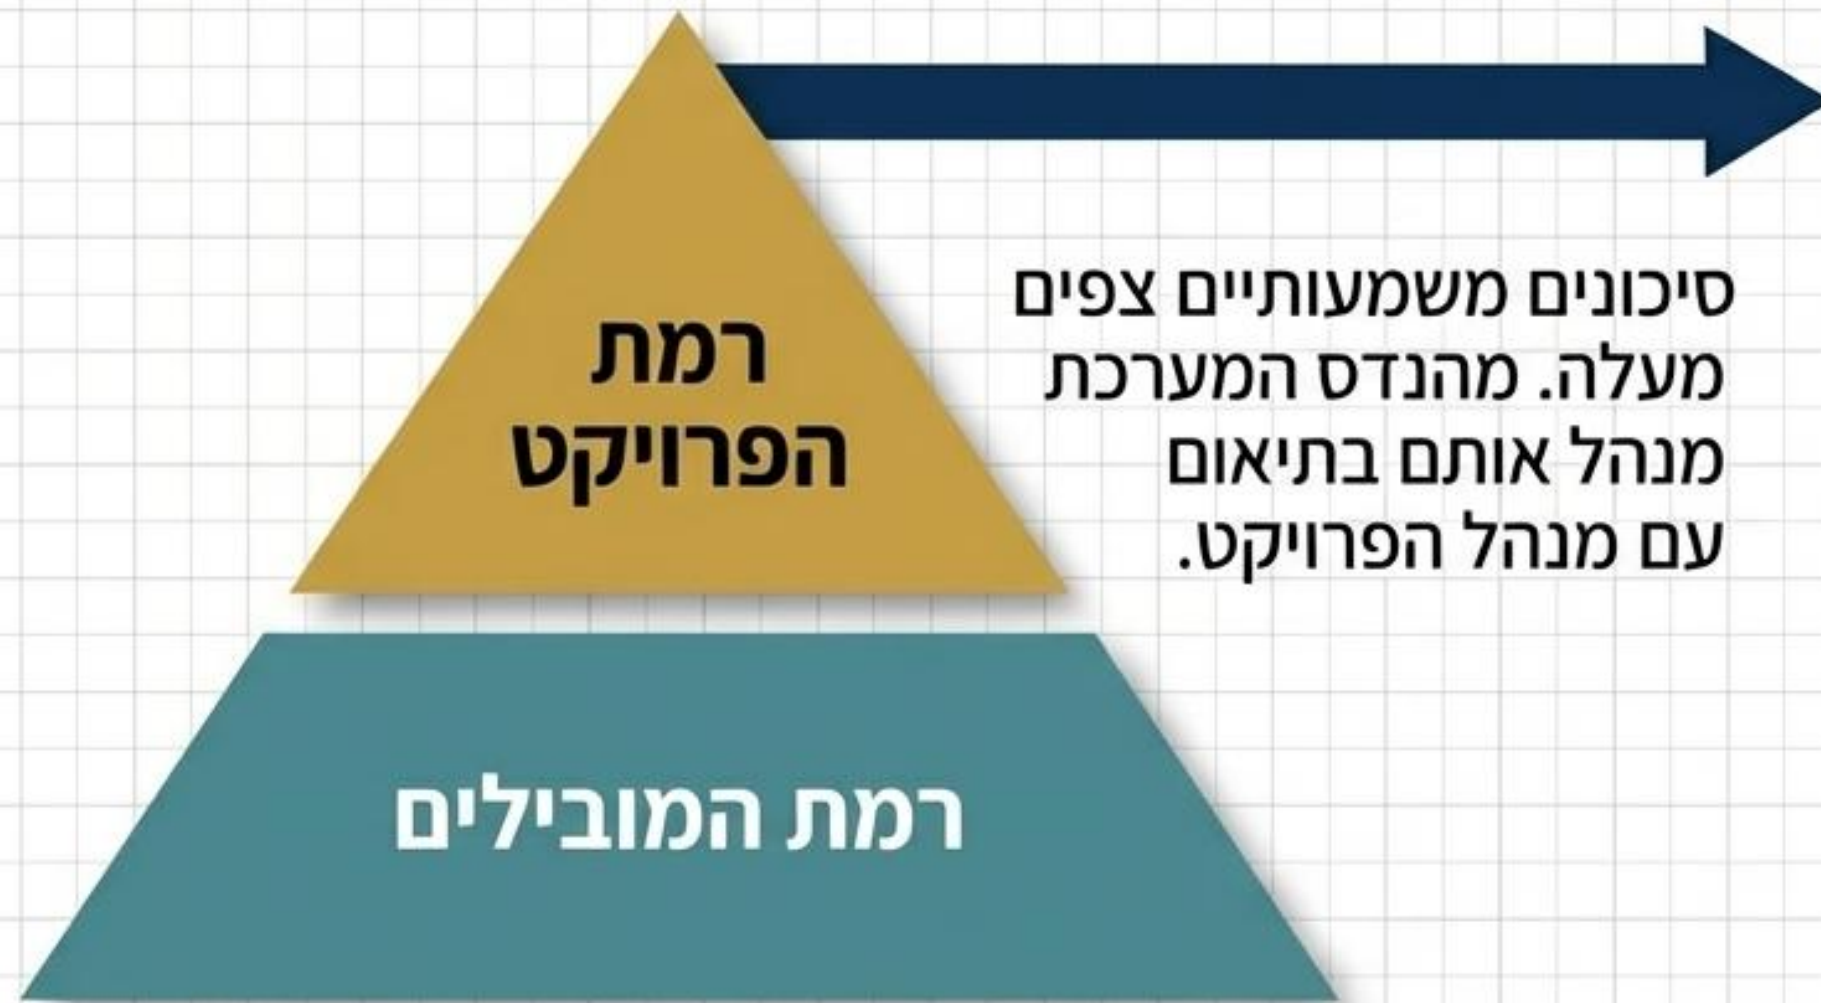 רמת
הפרויקט
סיכונים משמעותיים צפים
מעלה. מהנדס המערכת
מנהל אותם בתיאום
עם מנהל הפרויקט.
רמת המובילים